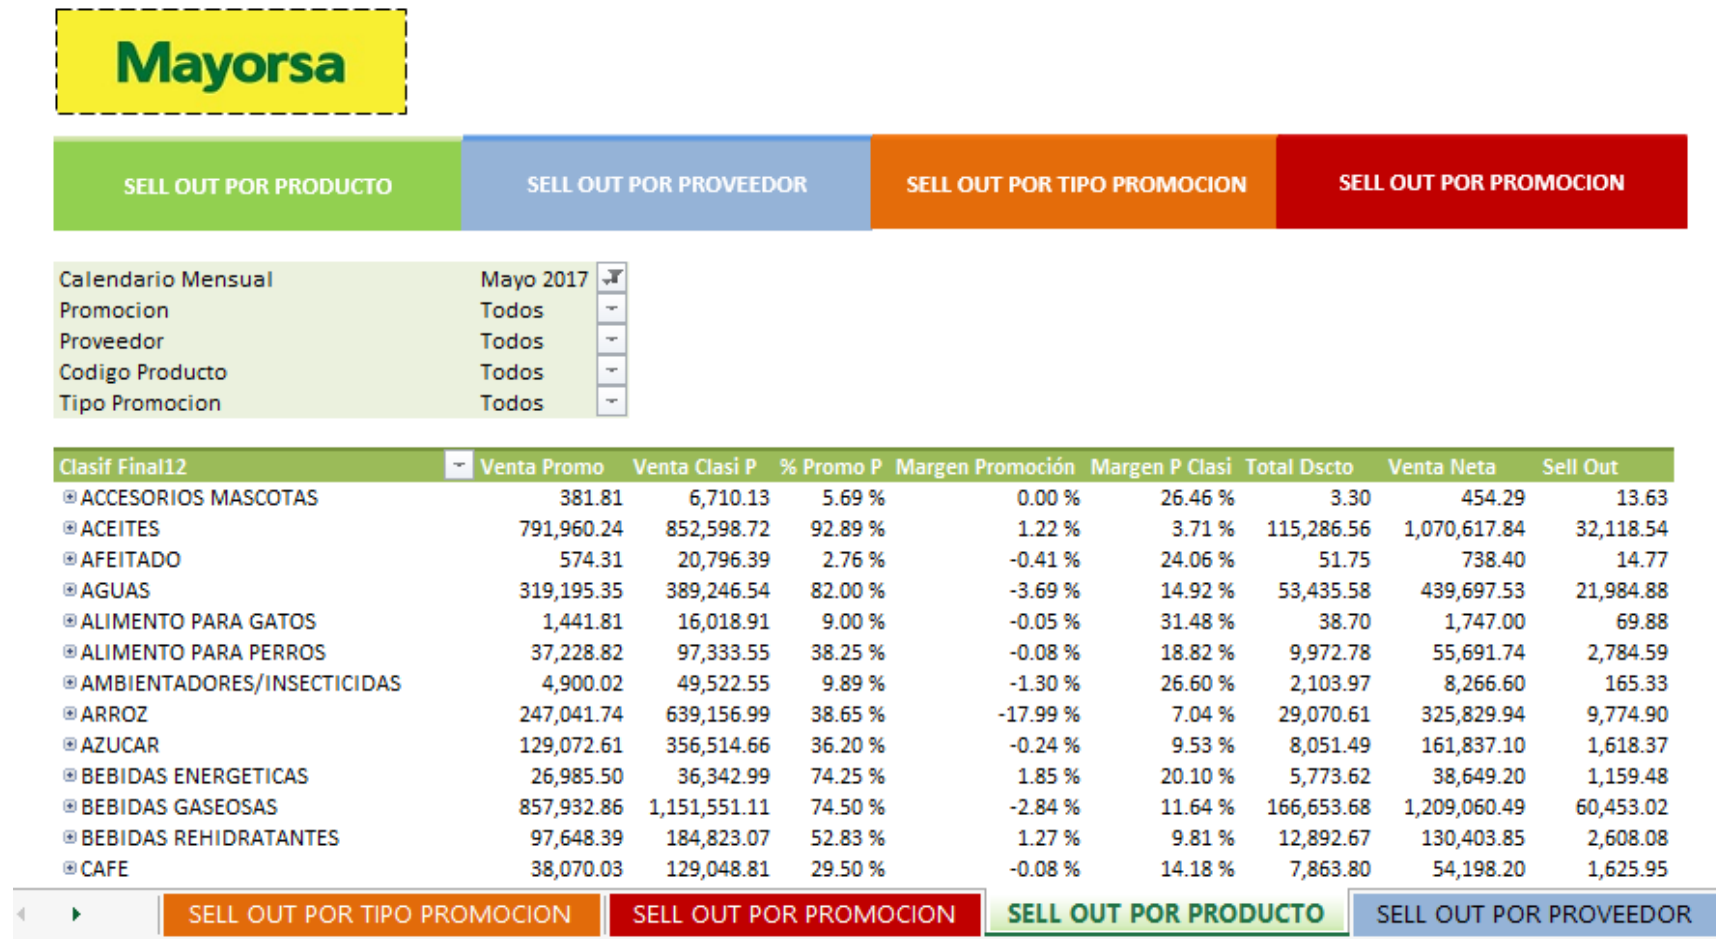 Mayorsa
SELL OUT POR PRODUCTO SELL OUT POR PROVEEDOR SELL OUT POR TIPO PROMOCION SELL OUT POR PROMOCION
Calendario Mensual Mayo 2017
Promocion Todos
Proveedor Todos
Codigo Producto Todos
Tipo Promocion Todos
Clasif Final12 Venta Promo Venta Clasi P % Promo P Margen Promoción Margen P Clasi Total Dscto Venta Neta Sell Out
ACCESORIOS MASCOTAS 381.81 6,710.13 5.69 % 0.00 % 26.46 % 3.30 454.29 13.63
ACEITES 791,960.24 852,598.72 92.89 % 1.22 % 3.71 % 115,286.56 1,070,617.84 32,118.54
AFEITADO 574.31 20,796.39 2.76 % -0.41 % 24.06 % 51.75 738.40 14.77
AGUAS 319,195.35 389,246.54 82.00 % -3.69 % 14.92 % 53,435.58 439,697.53 21,984.88
ALIMENTO PARA GATOS 1,441.81 16,018.91 9.00 % -0.05 % 31.48 % 38.70 1,747.00 69.88
ALIMENTO PARA PERROS 37,228.82 97,333.55 38.25 % -0.08 % 18.82 % 9,972.78 55,691.74 2,784.59
AMBIENTADORES/INSECTICIDAS 4,900.02 49,522.55 9.89 % -1.30 % 26.60 % 2,103.97 8,266.60 165.33
ARROZ 247,041.74 639,156.99 38.65 % -17.99 % 7.04 % 29,070.61 325,829.94 9,774.90
AZUCAR 129,072.61 356,514.66 36.20 % -0.24 % 9.53 % 8,051.49 161,837.10 1,618.37
BEBIDAS ENERGETICAS 26,985.50 36,342.99 74.25 % 1.85 % 20.10 % 5,773.62 38,649.20 1,159.48
BEBIDAS GASEOSAS 857,932.86 1,151,551.11 74.50 % -2.84 % 11.64 % 166,653.68 1,209,060.49 60,453.02
BEBIDAS REHIDRATANTES 97,648.39 184,823.07 52.83 % 1.27 % 9.81 % 12,892.67 130,403.85 2,608.08
CAFE 38,070.03 129,048.81 29.50 % -0.08 % 14.18 % 7,863.80 54,198.20 1,625.95
SELL OUT POR TIPO PROMOCION SELL OUT POR PROMOCION SELL OUT POR PRODUCTO SELL OUT POR PROVEEDOR